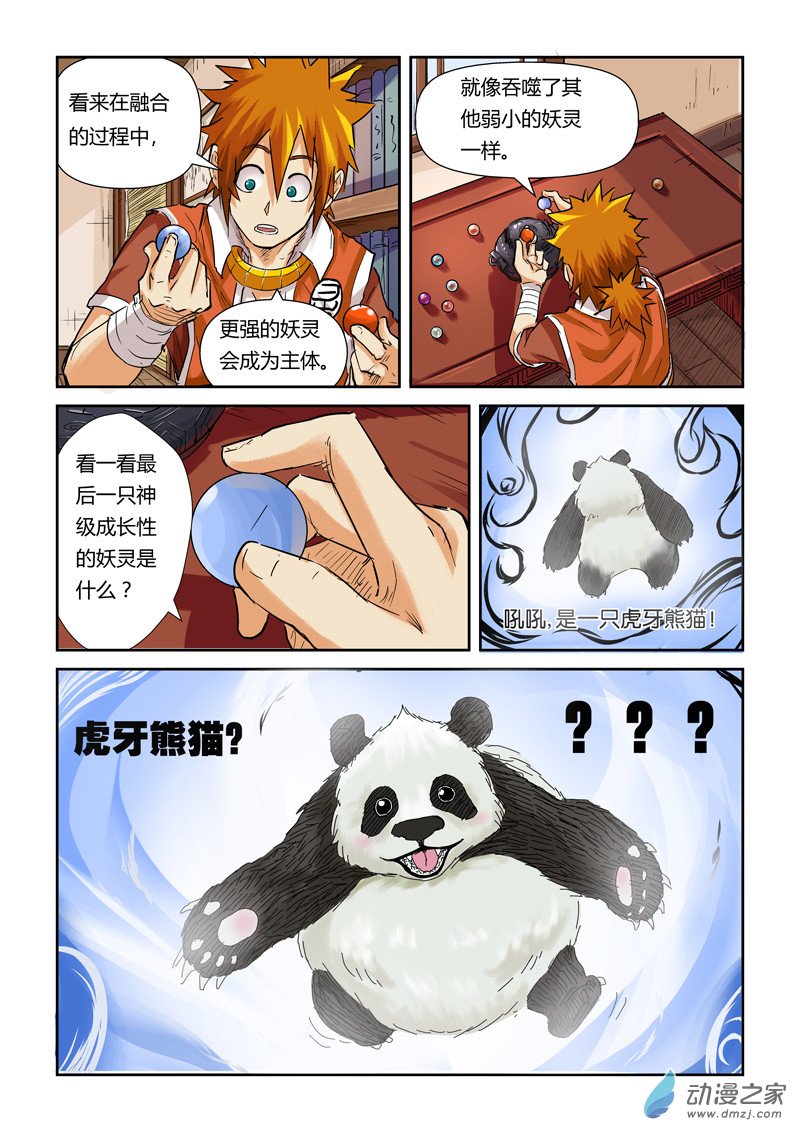 看来在融合
的过程中，
更强的妖灵
会成为主体。
就像吞噬了其
他弱小的妖灵
一样。
看一看最
后一只神
级成长性
的妖灵是
什么？
吼吼，是一只虎牙熊猫！
虎牙熊猫？
？？？
动漫之家
www.dmzj.com